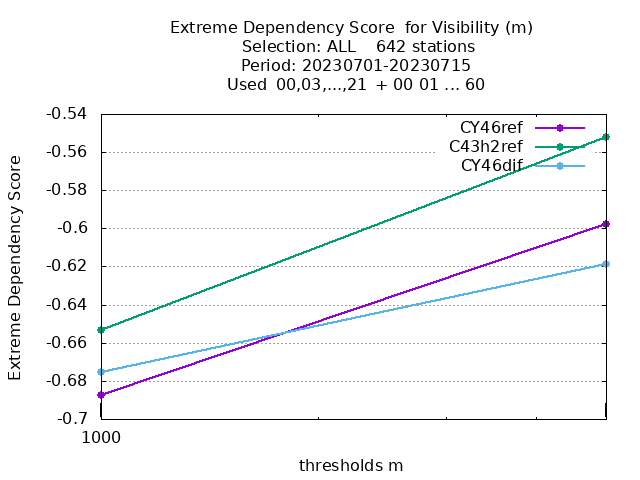 Extreme Dependency Score  for Visibility (m)
Selection: ALL    642 stations
Period: 20230701-20230715
Used  00,03,...,21  + 00 01 ... 60
CY46ref
C43h2ref
CY46dif
-0.54
-0.56
-0.58
-0.6
-0.62
-0.64
-0.66
-0.68
-0.7
Extreme Dependency Score
1000
thresholds m